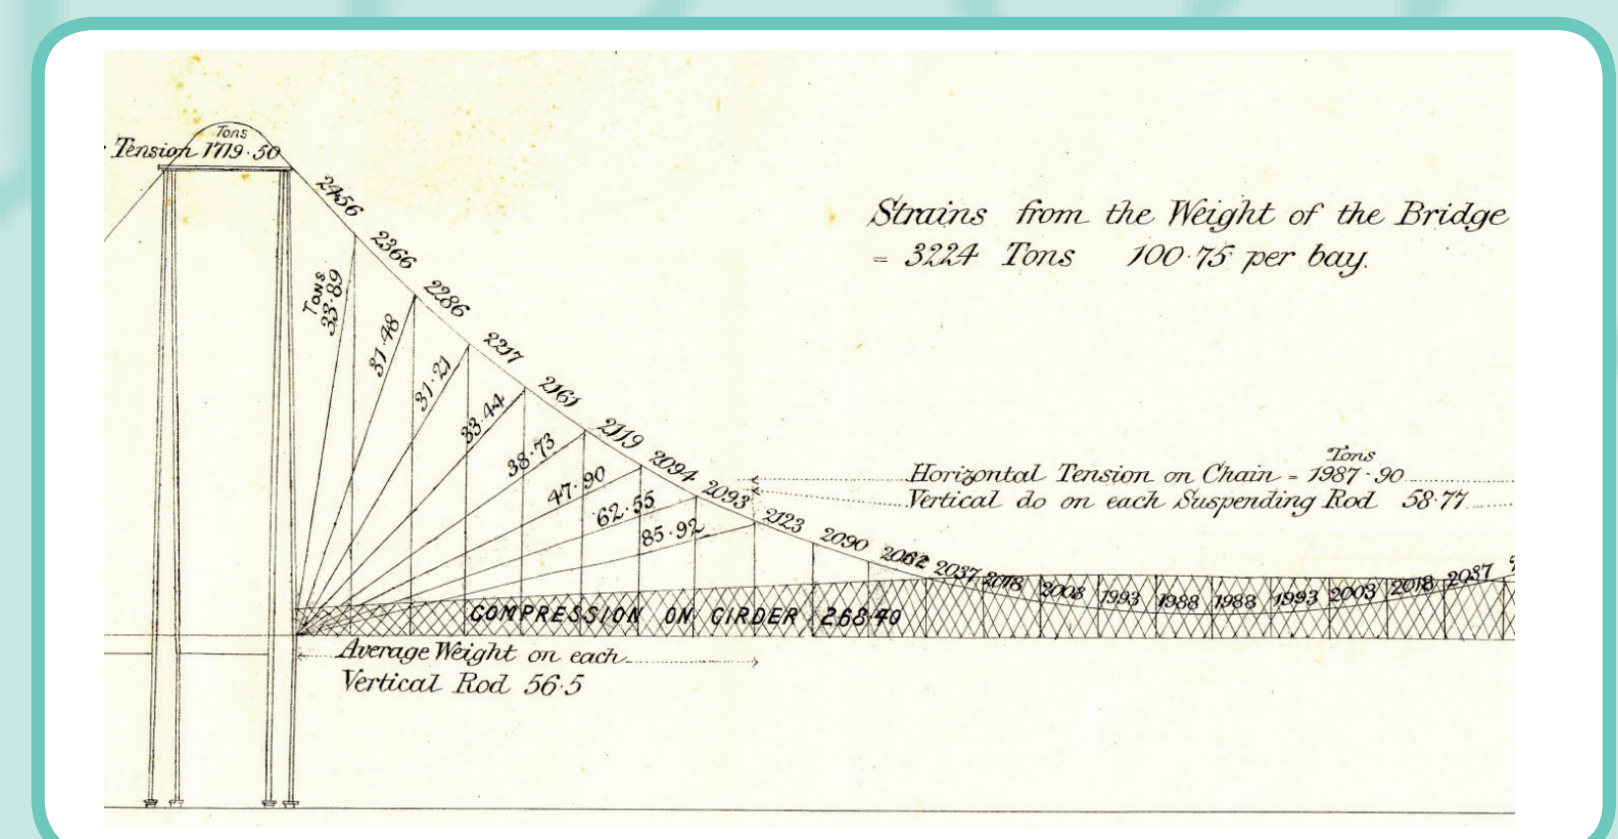 Tons
Tension 1719·50
2456
2366
2286
2217
2161
2119
2094
2093
2123
2090
2062
2037
2018
2003
1993
1988
1988
1993
2003
2018
2037
Strains from the Weight of the Bridge
= 3224 Tons 100·75 per bay.
Tons
33·89
31·48
31·21
33·44
38·73
47·90
62·55
85·92
Tons
Horizontal Tension on Chain = 1987·90
Vertical do on each Suspending Rod 58·77
COMPRESSION ON GIRDER 268·40
Average Weight on each
Vertical Rod 56·5